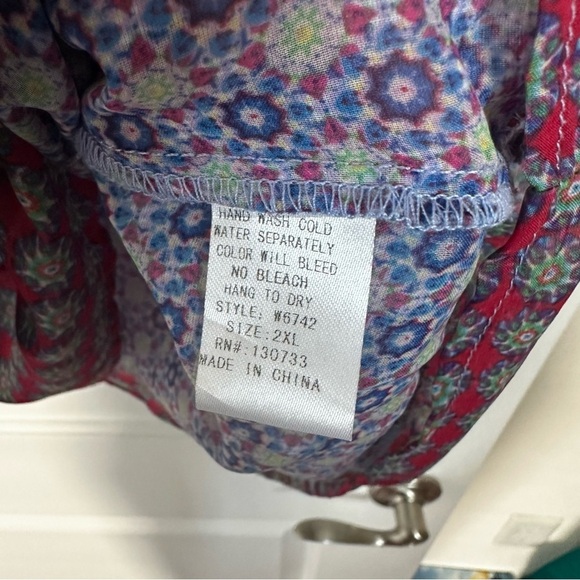 HAND WASH COLD
WATER SEPARATELY
COLOR WILL BLEED
NO BLEACH
HANG TO DRY
STYLE: W6742
SIZE:2XL
RN#:130733
MADE IN CHINA